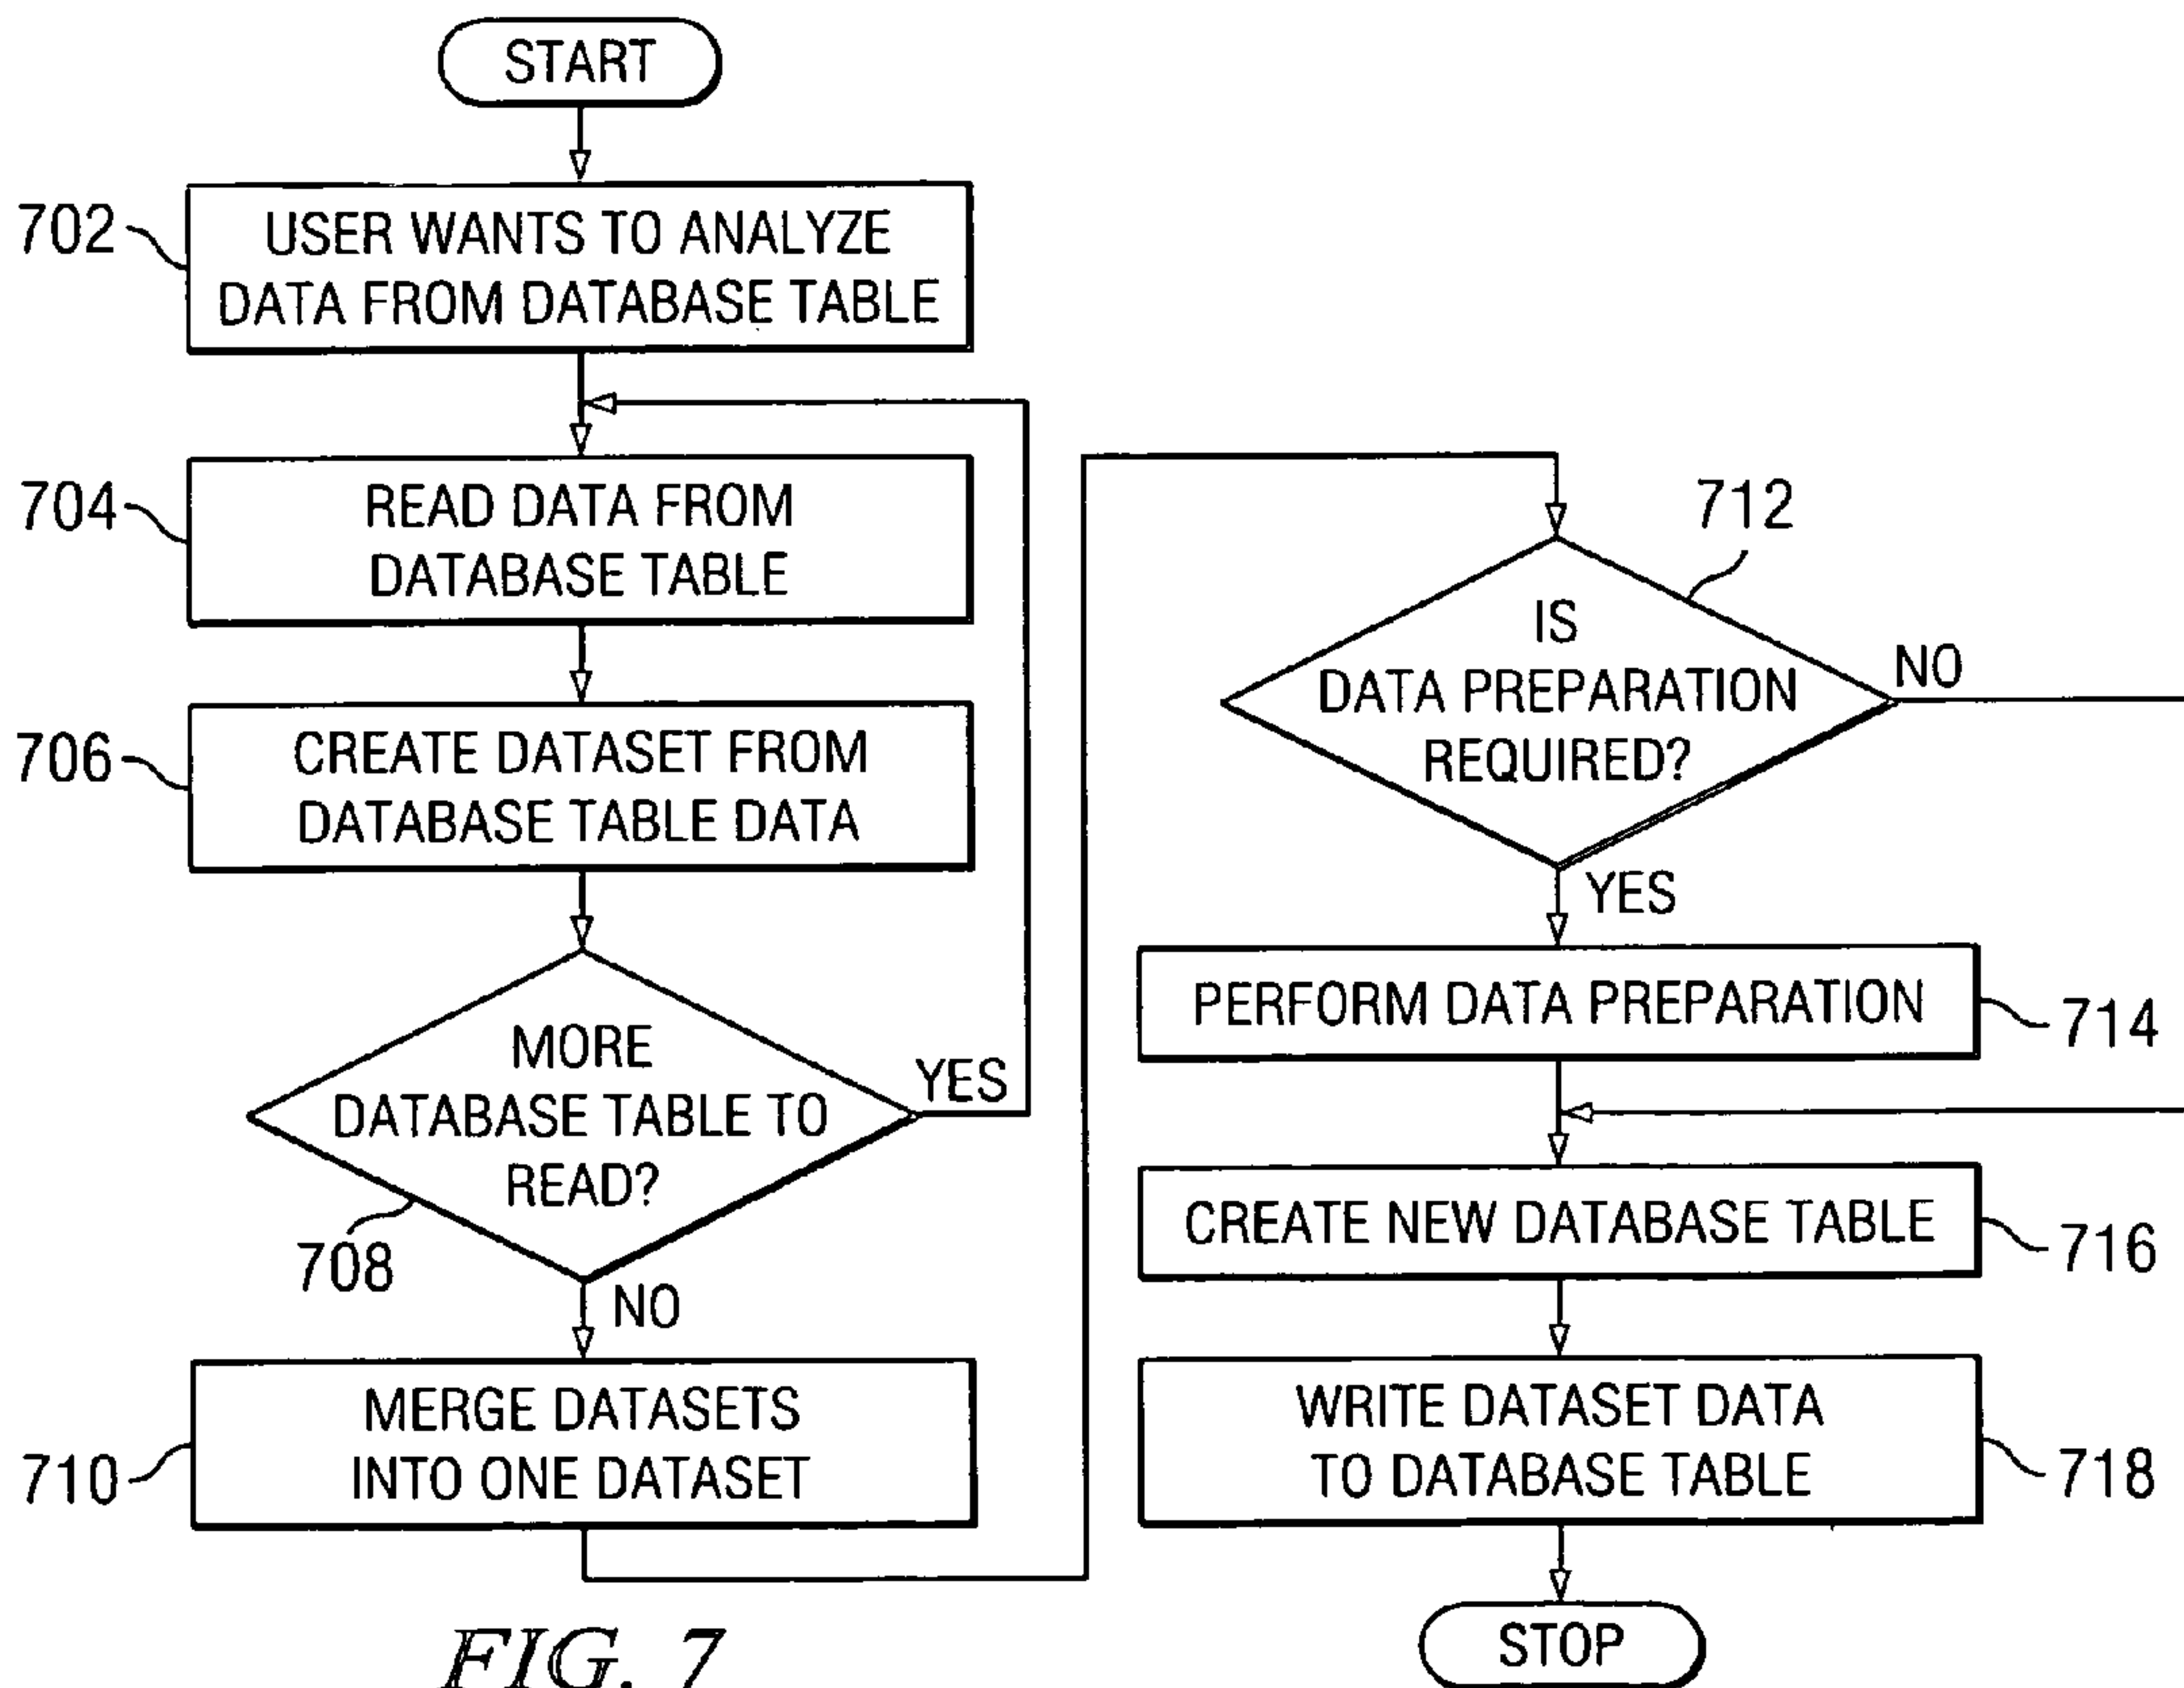 START
702
USER WANTS TO ANALYZE
DATA FROM DATABASE TABLE
704
READ DATA FROM
DATABASE TABLE
706
CREATE DATASET FROM
DATABASE TABLE DATA
MORE
DATABASE TABLE TO
READ?
YES
708
NO
710
MERGE DATASETS
INTO ONE DATASET
712
IS
DATA PREPARATION
REQUIRED?
NO
YES
PERFORM DATA PREPARATION
714
CREATE NEW DATABASE TABLE
716
WRITE DATASET DATA
TO DATABASE TABLE
718
STOP
FIG. 7